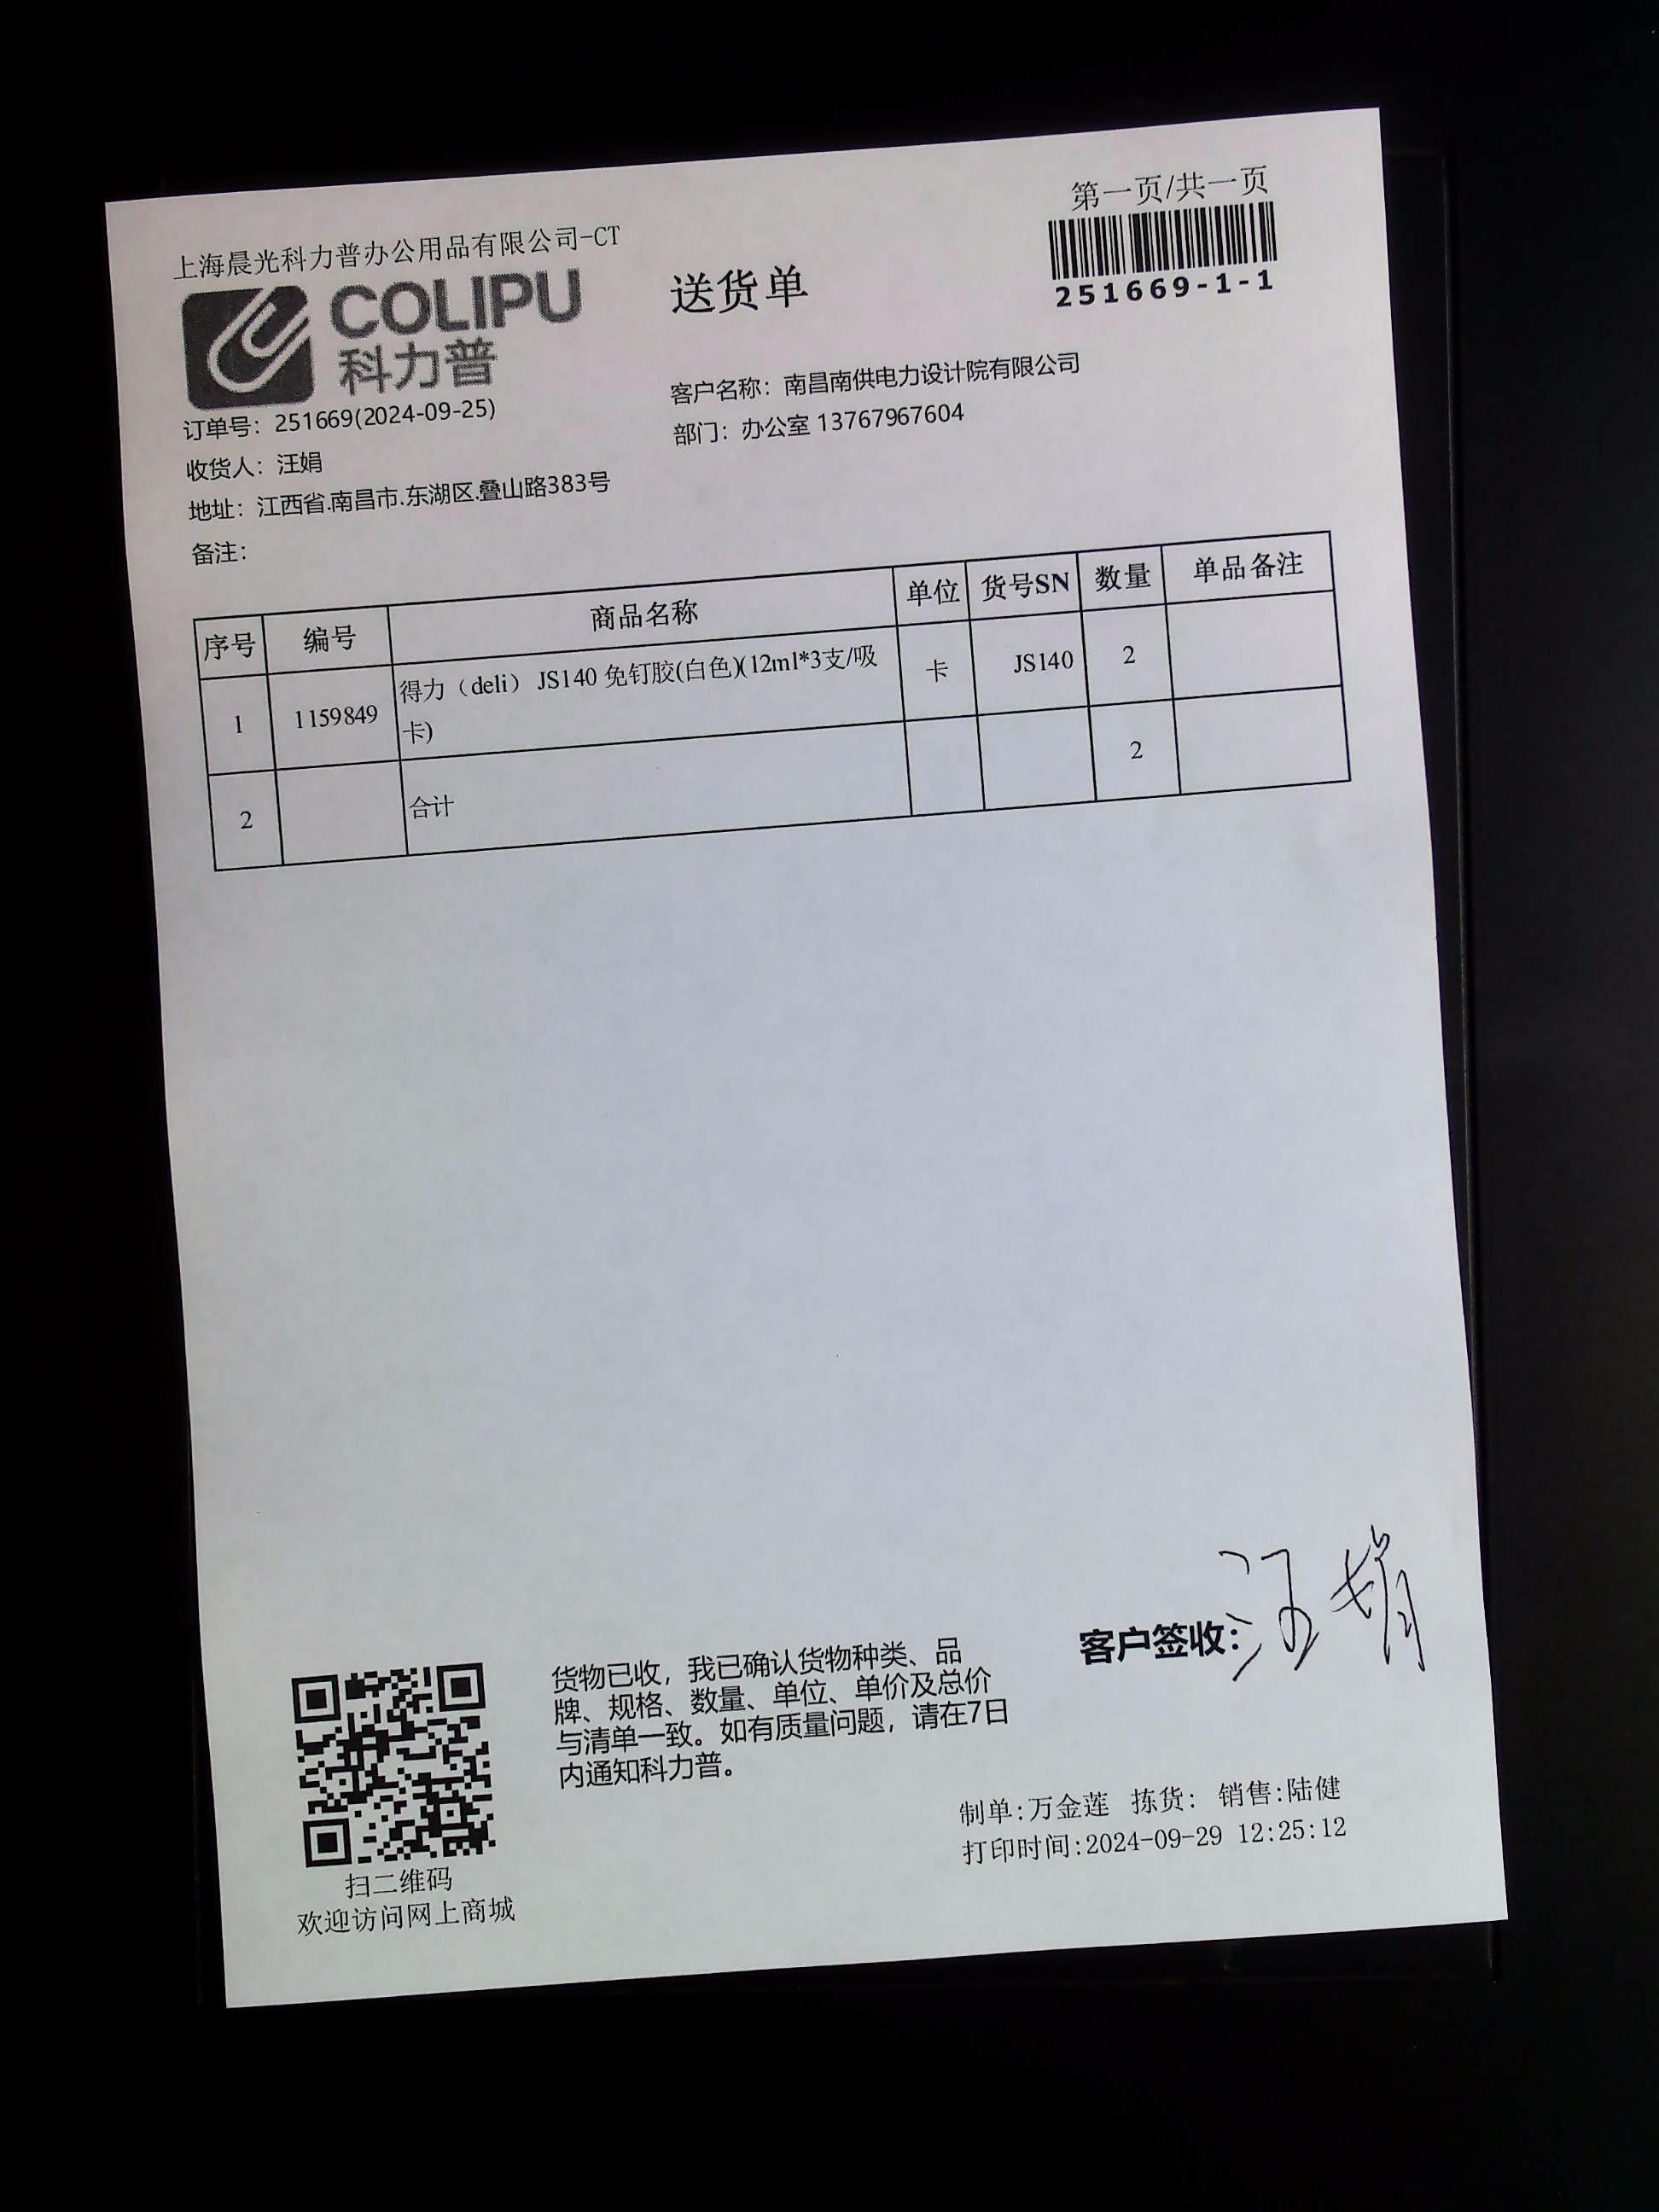 第一页/共一页
上海晨光科力普办公用品有限公司-CT
COLIPU
科力普
送货单
251669-1-1
客户名称：南昌南供电力设计院有限公司
订单号：251669(2024-09-25)
部门：办公室 13767967604
收货人：汪娟
地址：江西省.南昌市.东湖区.叠山路383号
备注：
序号 编号 商品名称 单位 货号SN 数量 单品备注
1 1159849 得力（deli） JS140 免钉胶(白色)(12ml*3支/吸
卡) 卡 JS140 2
2 合计 2
客户签收：汪娟
货物已收，我已确认货物种类、品
牌、规格、数量、单位、单价及总价
与清单一致。如有质量问题，请在7日
内通知科力普。
制单:万金莲 拣货: 销售:陆健
打印时间:2024-09-29 12:25:12
扫二维码
欢迎访问网上商城